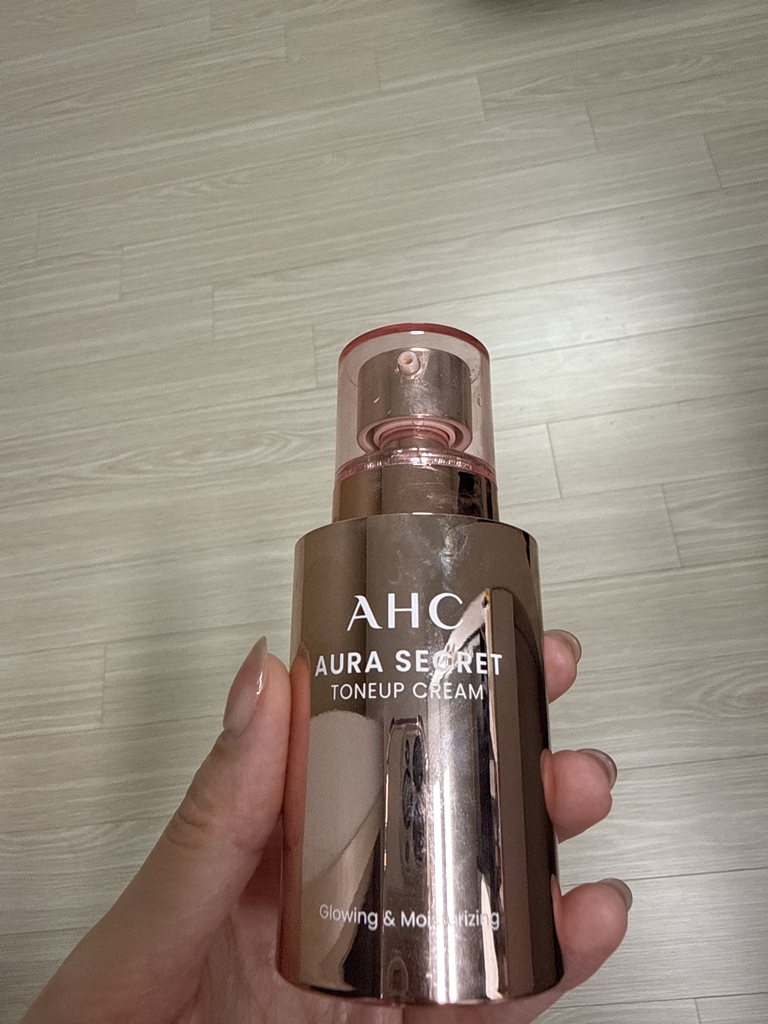 AHC
AURA SECRET
TONEUP CREAM
Glowing & Moisturizing